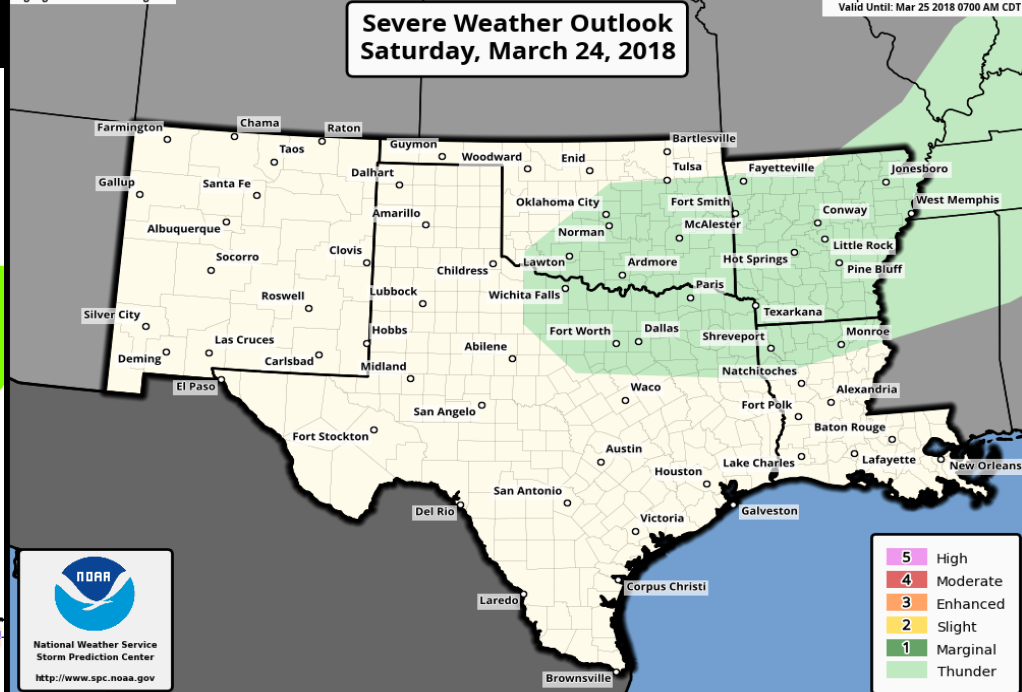 Valid Until: Mar 25 2018 0700 AM CDT
Severe Weather Outlook
Saturday, March 24, 2018
Farmington
Chama
Raton
Taos
Guymon
Woodward
Enid
Bartlesville
Tulsa
Fayetteville
Jonesboro
Gallup
Santa Fe
Dalhart
Oklahoma City
Fort Smith
West Memphis
Albuquerque
Amarillo
Norman
McAlester
Conway
Socorro
Clovis
Childress
Lawton
Ardmore
Hot Springs
Little Rock
Pine Bluff
Roswell
Lubbock
Wichita Falls
Paris
Texarkana
Silver City
Las Cruces
Hobbs
Abilene
Fort Worth
Dallas
Shreveport
Monroe
Deming
Carlsbad
Midland
Natchitoches
El Paso
San Angelo
Waco
Fort Polk
Alexandria
Fort Stockton
Austin
Baton Rouge
Houston
Lake Charles
Lafayette
New Orleans
Del Rio
San Antonio
Victoria
Galveston
Laredo
Corpus Christi
Brownsville
NOAA
National Weather Service
Storm Prediction Center
http://www.spc.noaa.gov
5 High
4 Moderate
3 Enhanced
2 Slight
1 Marginal
Thunder